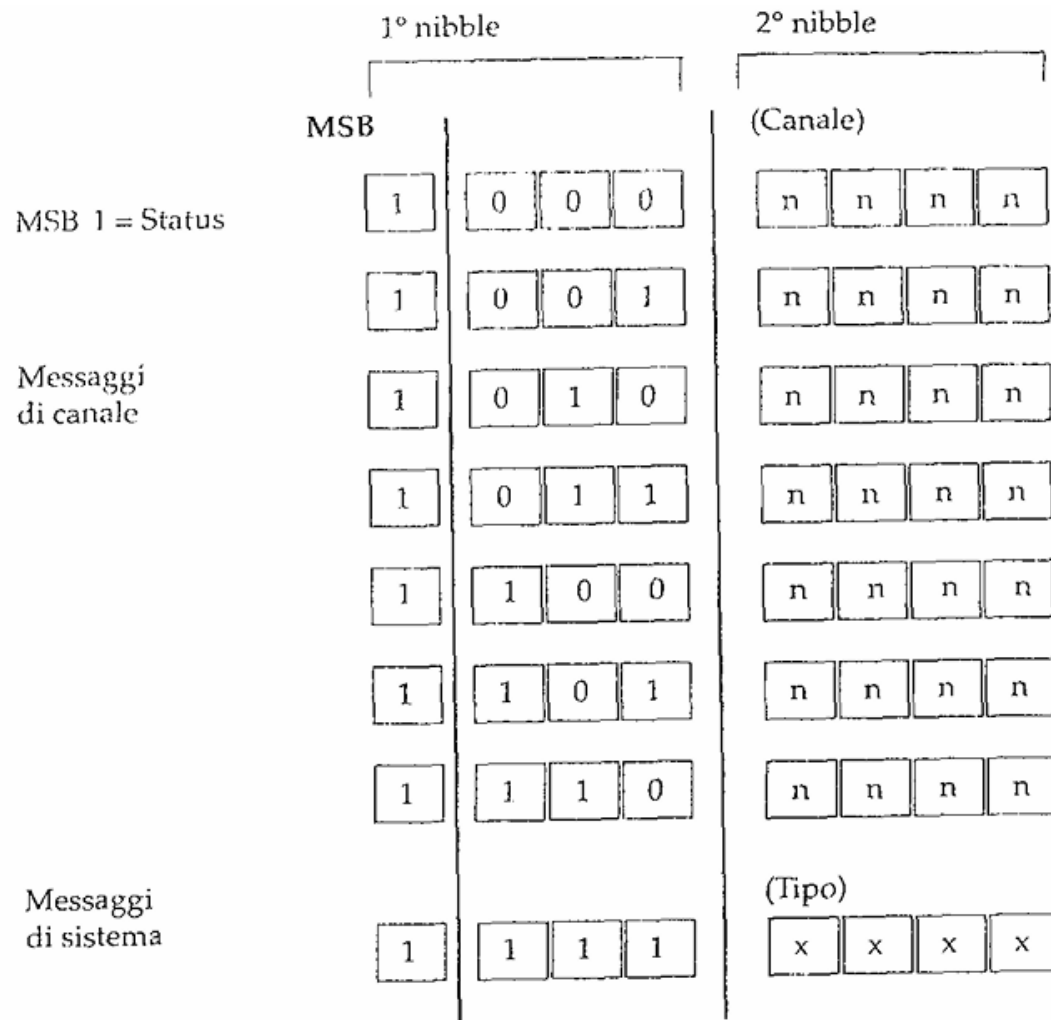 1° nibble 2° nibble
MSB (Canale)
MSB 1 = Status 1 0 0 0 n n n n
1 0 0 1 n n n n
Messaggi
di canale 1 0 1 0 n n n n
1 0 1 1 n n n n
1 1 0 0 n n n n
1 1 0 1 n n n n
1 1 1 0 n n n n
Messaggi (Tipo)
di sistema 1 1 1 1 x x x x